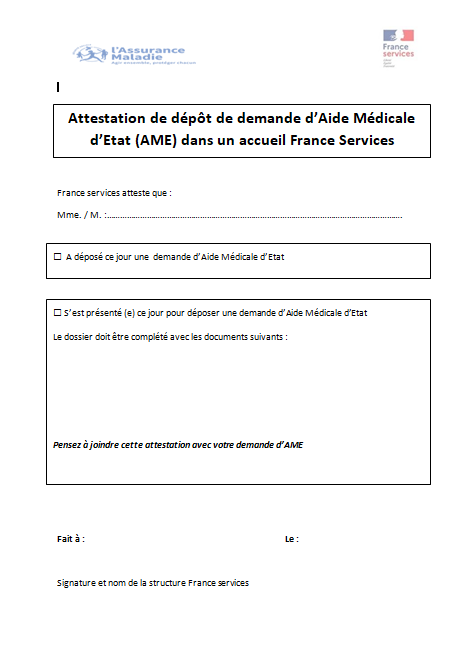 l'Assurance
Maladie
Agir ensemble, protéger chacun
France
services
Attestation de dépôt de demande d'Aide Médicale
d'Etat (AME) dans un accueil France Services
France services atteste que :
Mme. / M. :..............................................................................................................
☐ A déposé ce jour une demande d'Aide Médicale d'Etat
☐ S'est présenté (e) ce jour pour déposer une demande d'Aide Médicale d'Etat
Le dossier doit être complété avec les documents suivants :
Pensez à joindre cette attestation avec votre demande d'AME
Fait à : Le :
Signature et nom de la structure France services